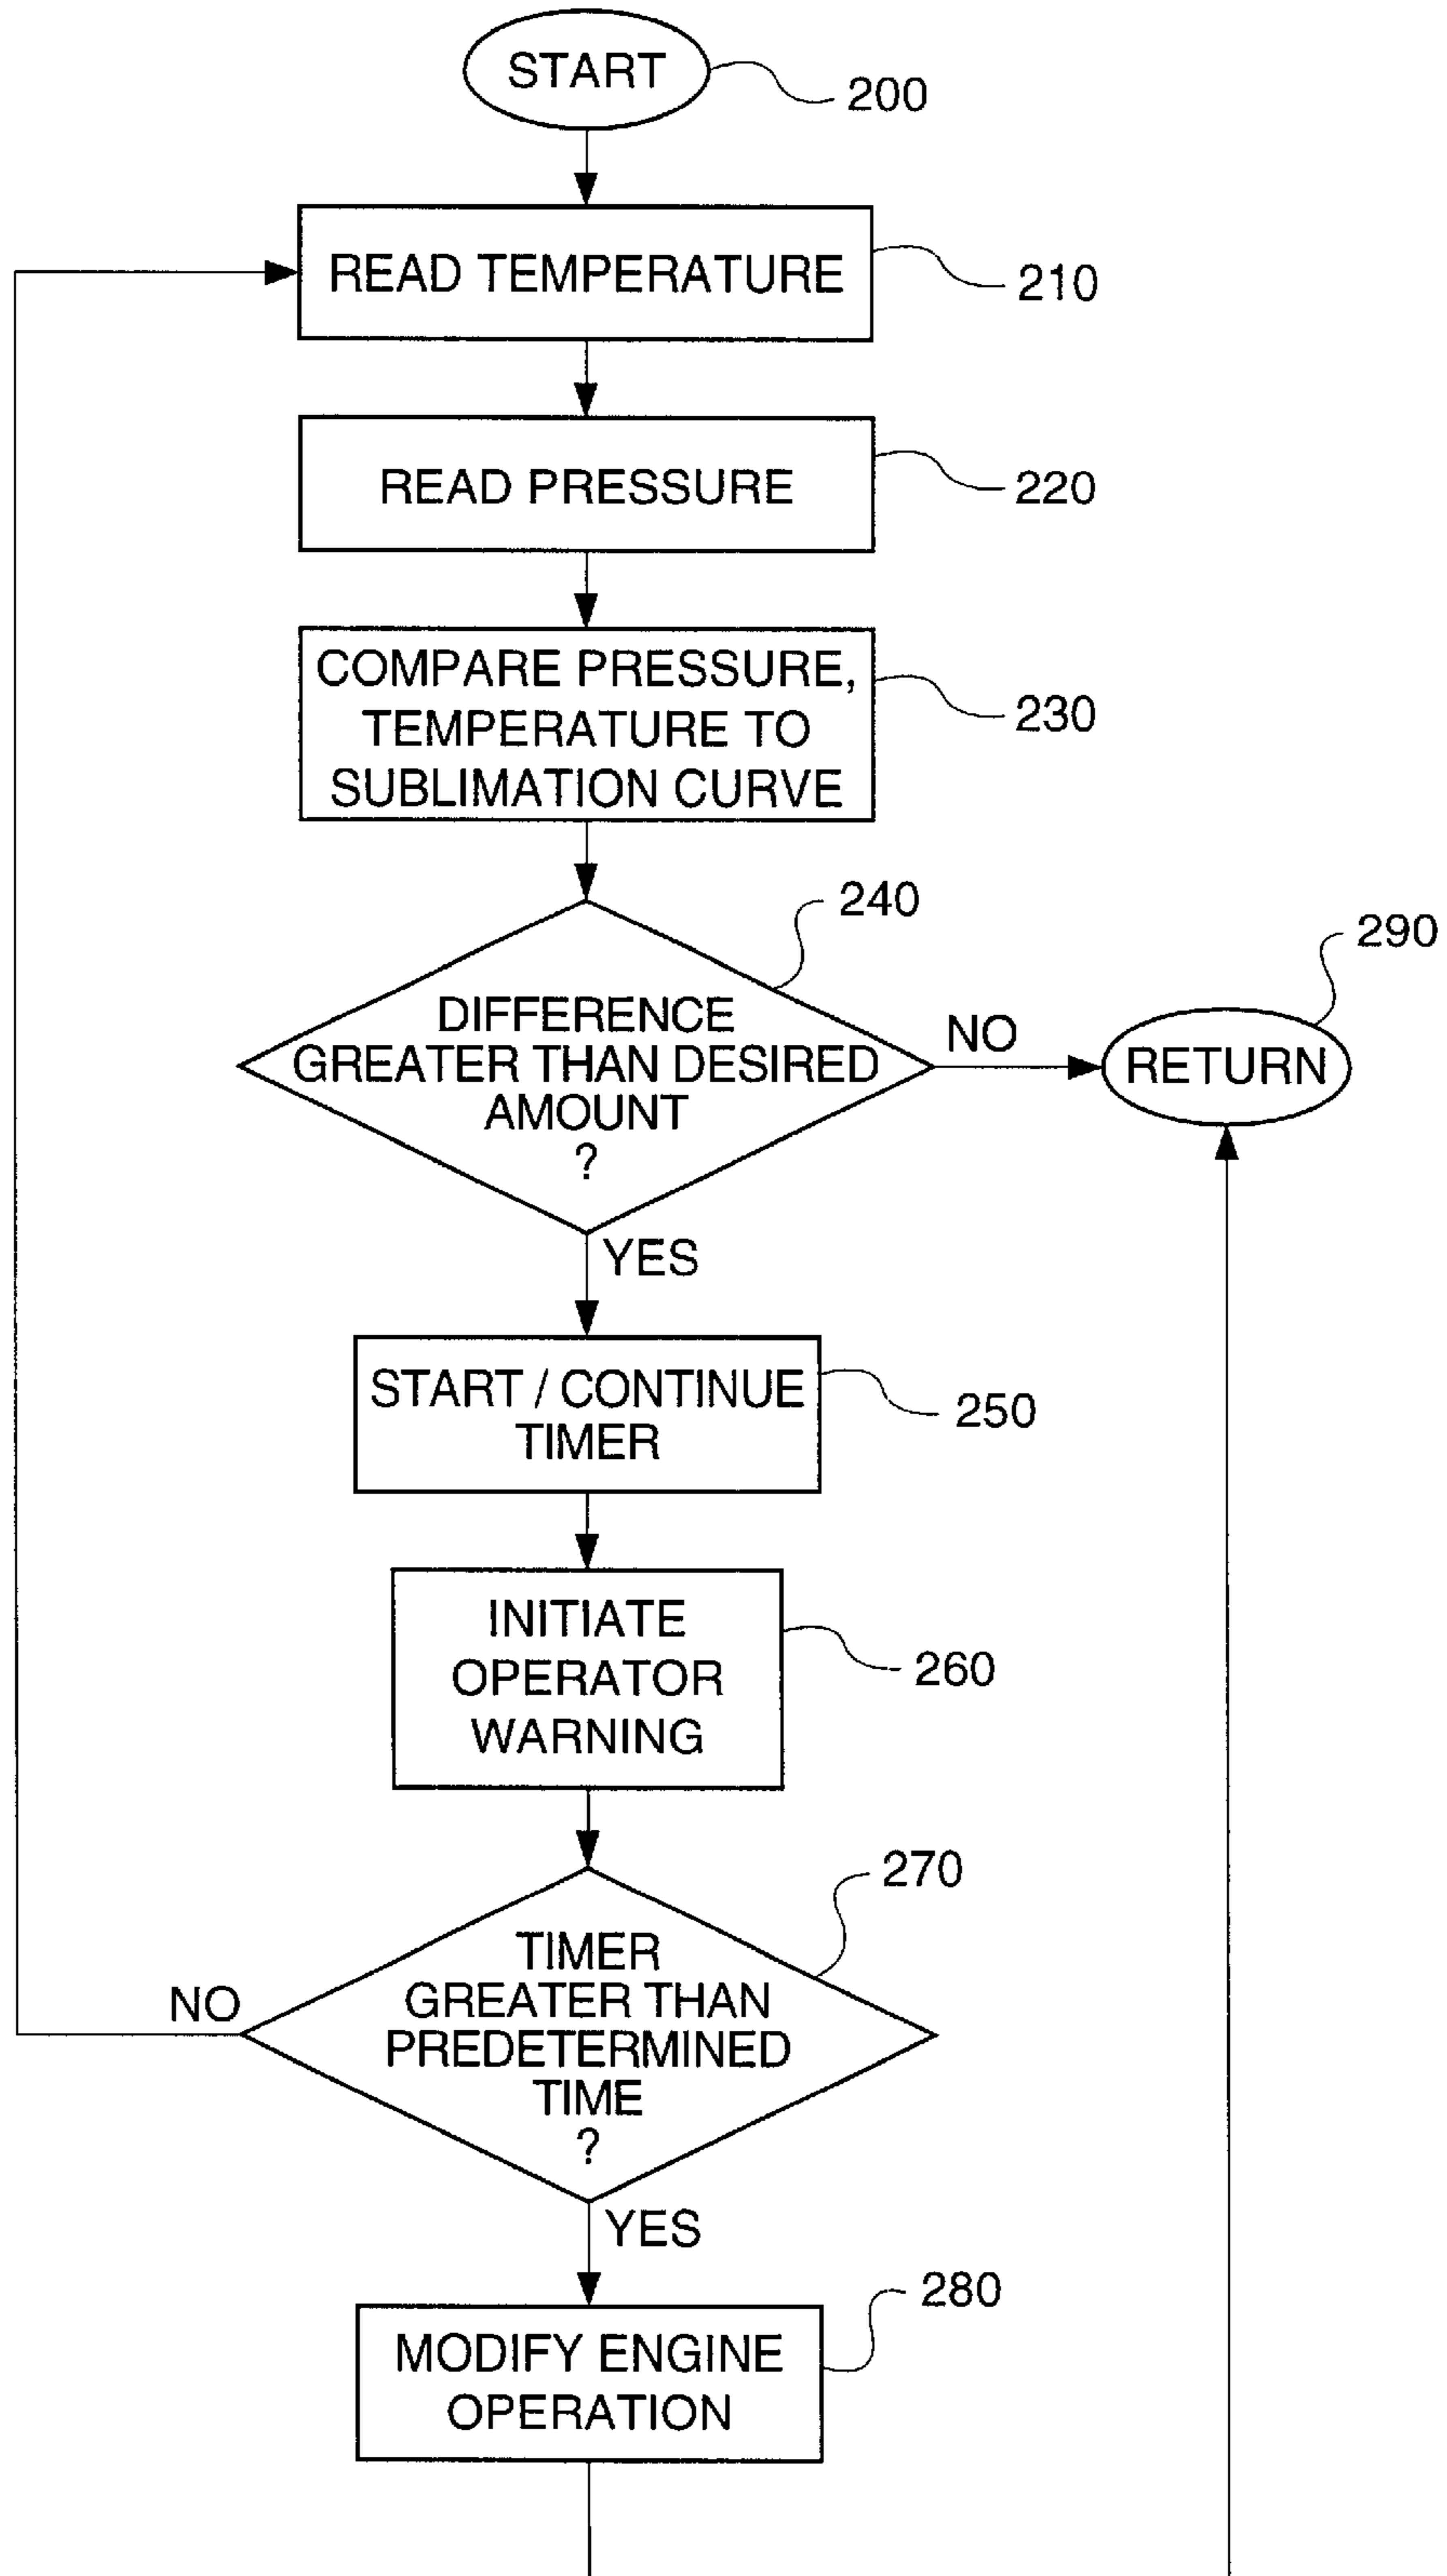 START
200
READ TEMPERATURE
210
READ PRESSURE
220
COMPARE PRESSURE,
TEMPERATURE TO
SUBLIMATION CURVE
230
240
DIFFERENCE
GREATER THAN DESIRED
AMOUNT
?
NO
290
RETURN
YES
START / CONTINUE
TIMER
250
INITIATE
OPERATOR
WARNING
260
270
TIMER
GREATER THAN
PREDETERMINED
TIME
?
NO
YES
280
MODIFY ENGINE
OPERATION